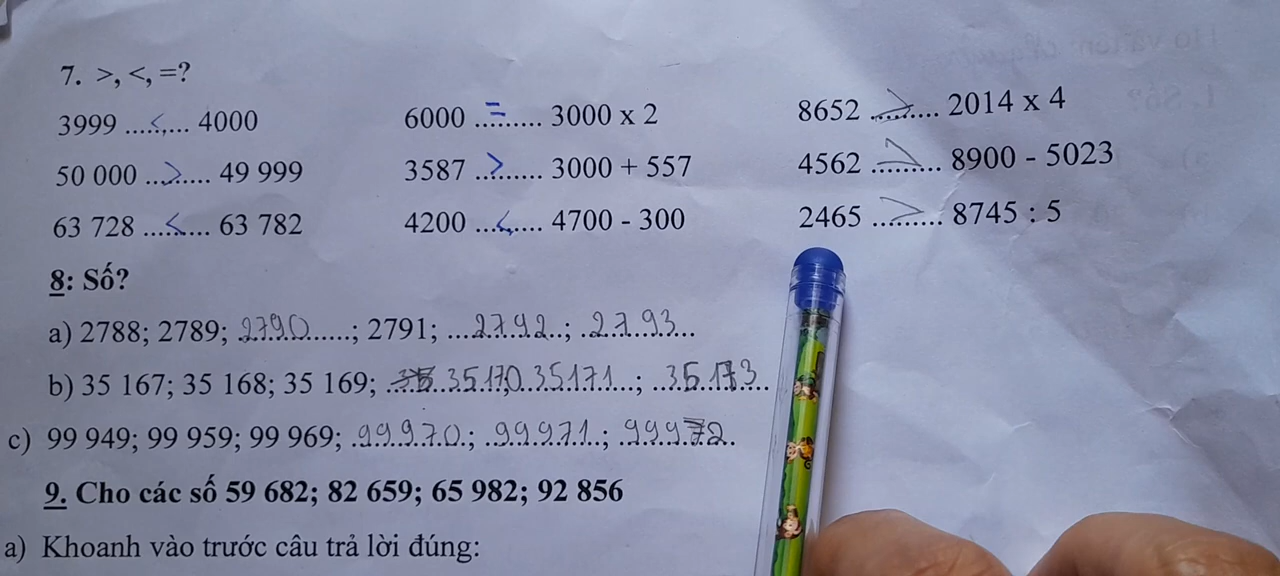 7. >, <, =?
3999 ....<.... 4000 6000 ...=...... 3000 x 2 8652 ...>...... 2014 x 4
50 000 ...>..... 49 999 3587 ...>...... 3000 + 557 4562 ...>...... 8900 - 5023
63 728 ....<.... 63 782 4200 ....<..... 4700 - 300 2465 ...>...... 8745 : 5
8: Số?
a) 2788; 2789; 2790; 2791; 2792; 2793
b) 35 167; 35 168; 35 169; 35170; 35171; 35173
c) 99 949; 99 959; 99 969; 99970; 99971; 99972
9. Cho các số 59 682; 82 659; 65 982; 92 856
a) Khoanh vào trước câu trả lời đúng: